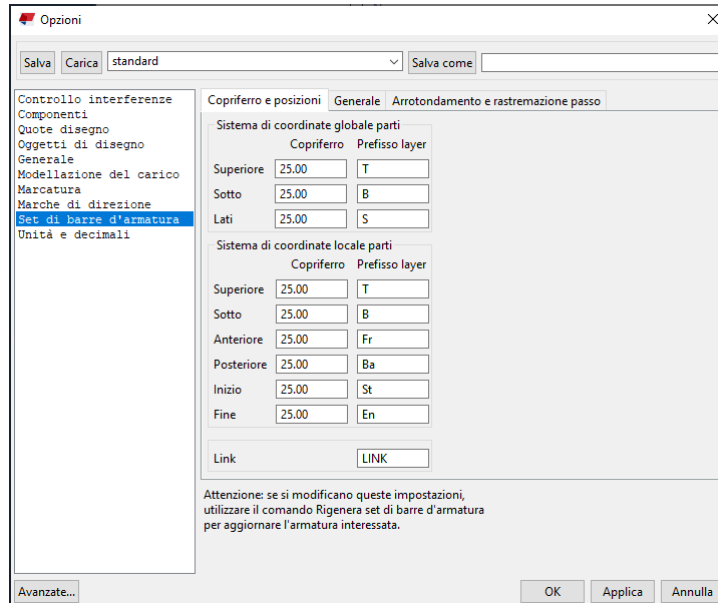 Opzioni
Salva Carica standard Salva come
Controllo interferenze
Componenti
Quote disegno
Oggetti di disegno
Generale
Modellazione del carico
Marcatura
Marche di direzione
Set di barre d'armatura
Unità e decimali
Copriferro e posizioni Generale Arrotondamento e rastremazione passo
Sistema di coordinate globale parti
Copriferro Prefisso layer
Superiore 25.00 T
Sotto 25.00 B
Lati 25.00 S
Sistema di coordinate locale parti
Copriferro Prefisso layer
Superiore 25.00 T
Sotto 25.00 B
Anteriore 25.00 Fr
Posteriore 25.00 Ba
Inizio 25.00 St
Fine 25.00 En
Link LINK
Attenzione: se si modificano queste impostazioni,
utilizzare il comando Rigenera set di barre d'armatura
per aggiornare l'armatura interessata.
Avanzate... OK Applica Annulla